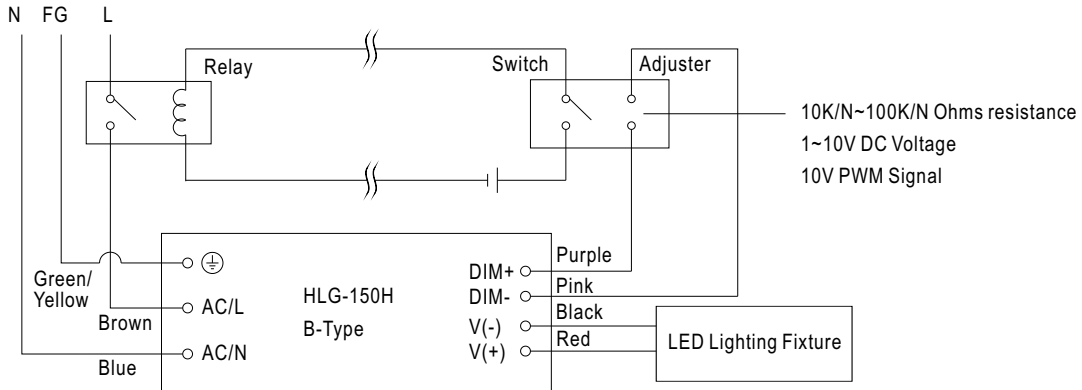 N FG L
Relay
Switch
Adjuster
10K/N~100K/N Ohms resistance
1~10V DC Voltage
10V PWM Signal
Green/
Yellow
Brown
Blue
AC/L
AC/N
HLG-150H
B-Type
DIM+
DIM-
V(-)
V(+)
Purple
Pink
Black
Red
LED Lighting Fixture